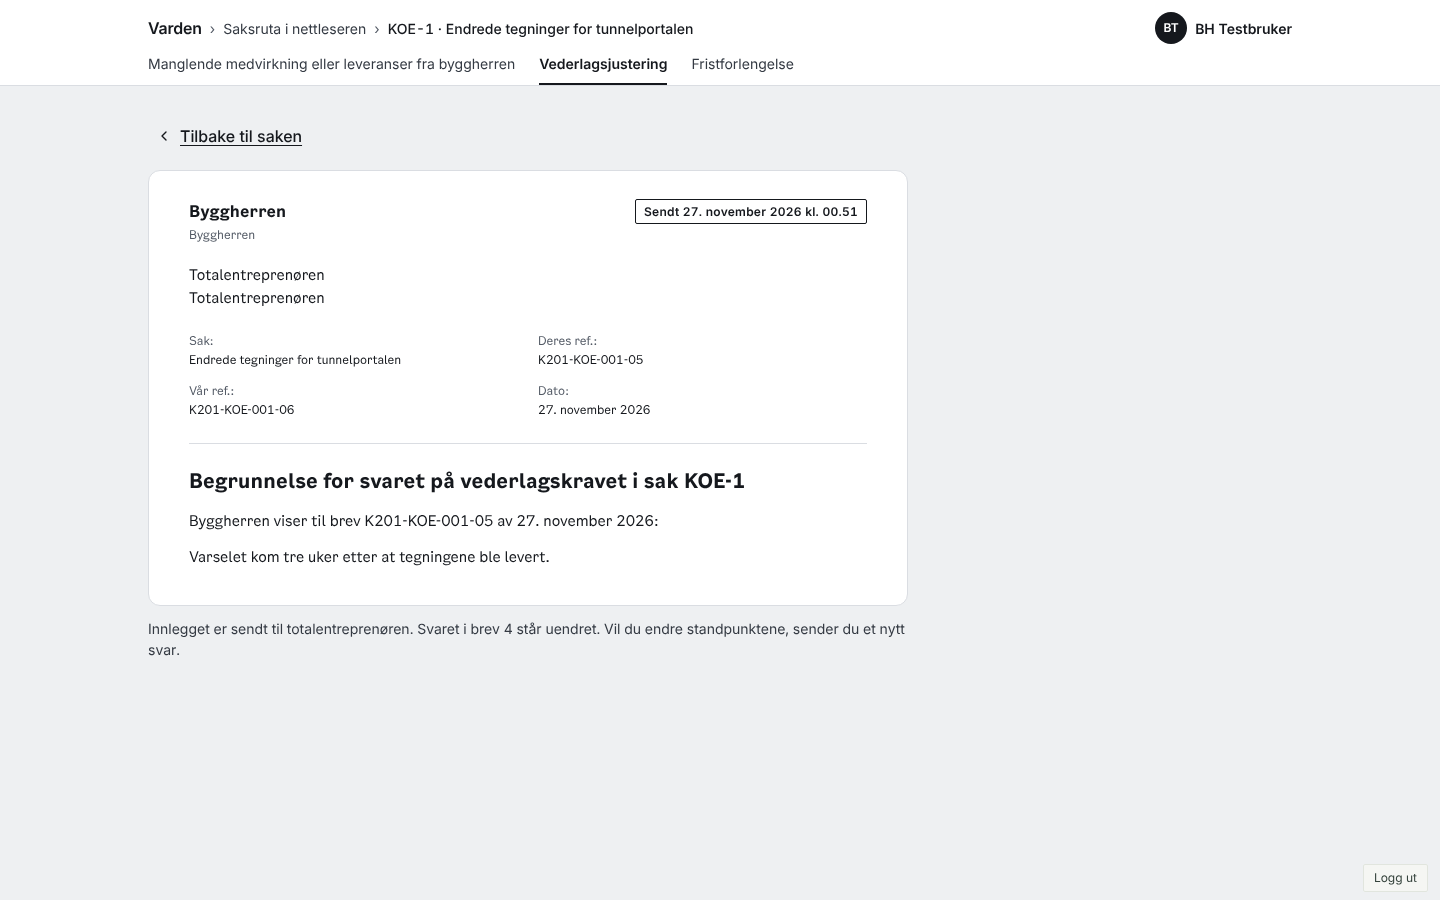 Varden › Saksruta i nettleseren › KOE-1 · Endrede tegninger for tunnelportalen
BT BH Testbruker
Manglende medvirkning eller leveranser fra byggherren Vederlagsjustering Fristforlengelse
Tilbake til saken
Byggherren
Sendt 27. november 2026 kl. 00.51
Byggherren
Totalentreprenøren
Totalentreprenøren
Sak: Deres ref.:
Endrede tegninger for tunnelportalen K201-KOE-001-05
Vår ref.: Dato:
K201-KOE-001-06 27. november 2026
Begrunnelse for svaret på vederlagskravet i sak KOE-1
Byggherren viser til brev K201-KOE-001-05 av 27. november 2026:
Varselet kom tre uker etter at tegningene ble levert.
Innlegget er sendt til totalentreprenøren. Svaret i brev 4 står uendret. Vil du endre standpunktene, sender du et nytt
svar.
Logg ut